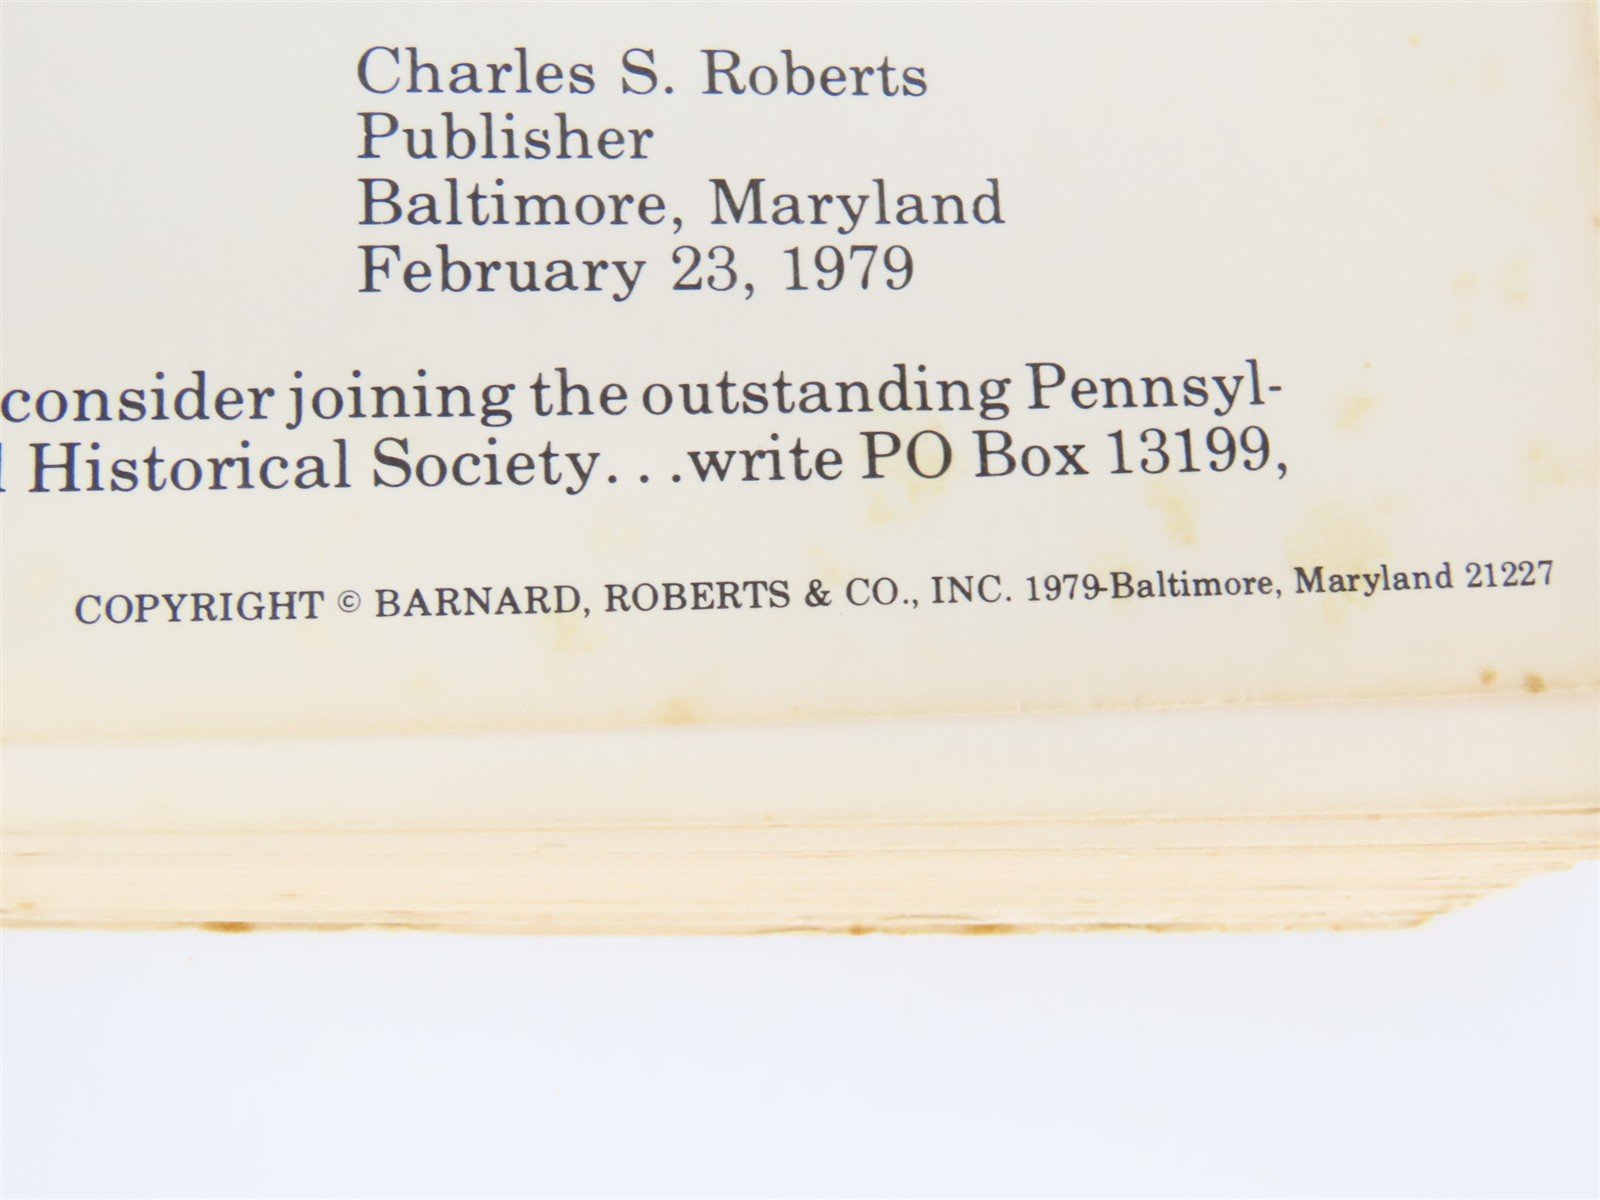 Charles S. Roberts
Publisher
Baltimore, Maryland
February 23, 1979
consider joining the outstanding Pennsyl-
Historical Society. . .write PO Box 13199,
COPYRIGHT © BARNARD, ROBERTS & CO., INC. 1979-Baltimore, Maryland 21227